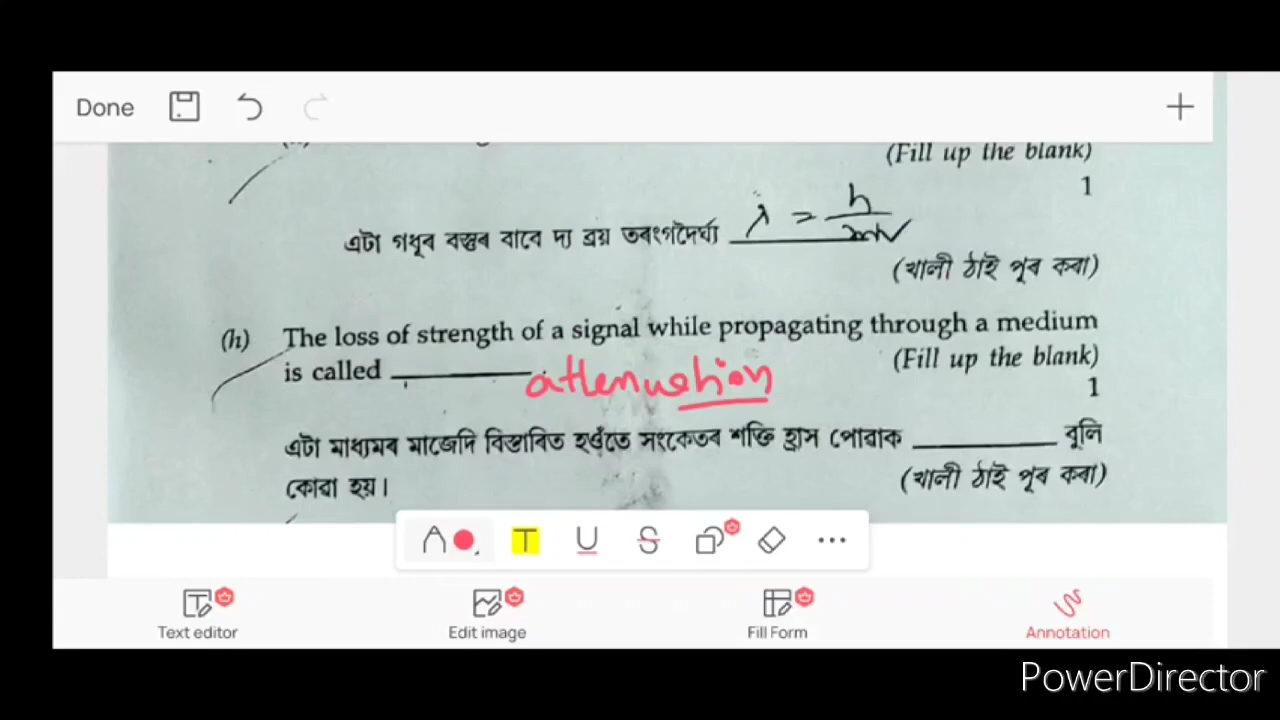 Done
(Fill up the blank)
1
এটা গধূৰ বস্তুৰ বাবে দ্য ব্ৰয় তৰংগদৈৰ্ঘ্য λ = h/mv
(খালী ঠাই পূৰ কৰা)
(h) The loss of strength of a signal while propagating through a medium
is called ________ attenuation (Fill up the blank)
1
এটা মাধ্যমৰ মাজেদি বিস্তাৰিত হওঁতে সংকেতৰ শক্তি হ্ৰাস পোৱাক ________ বুলি
কোৱা হয়। (খালী ঠাই পূৰ কৰা)
Text editor Edit image Fill Form Annotation
PowerDirector